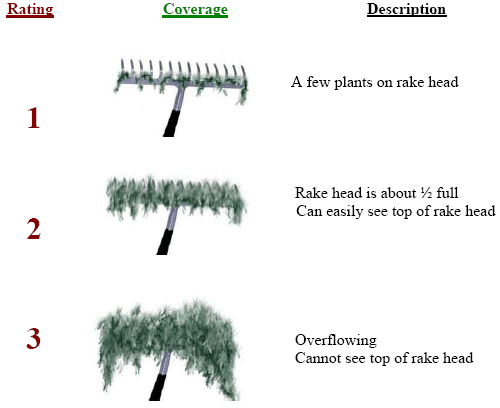 Rating Coverage Description
1
A few plants on rake head
2
Rake head is about ½ full
Can easily see top of rake head
3
Overflowing
Cannot see top of rake head